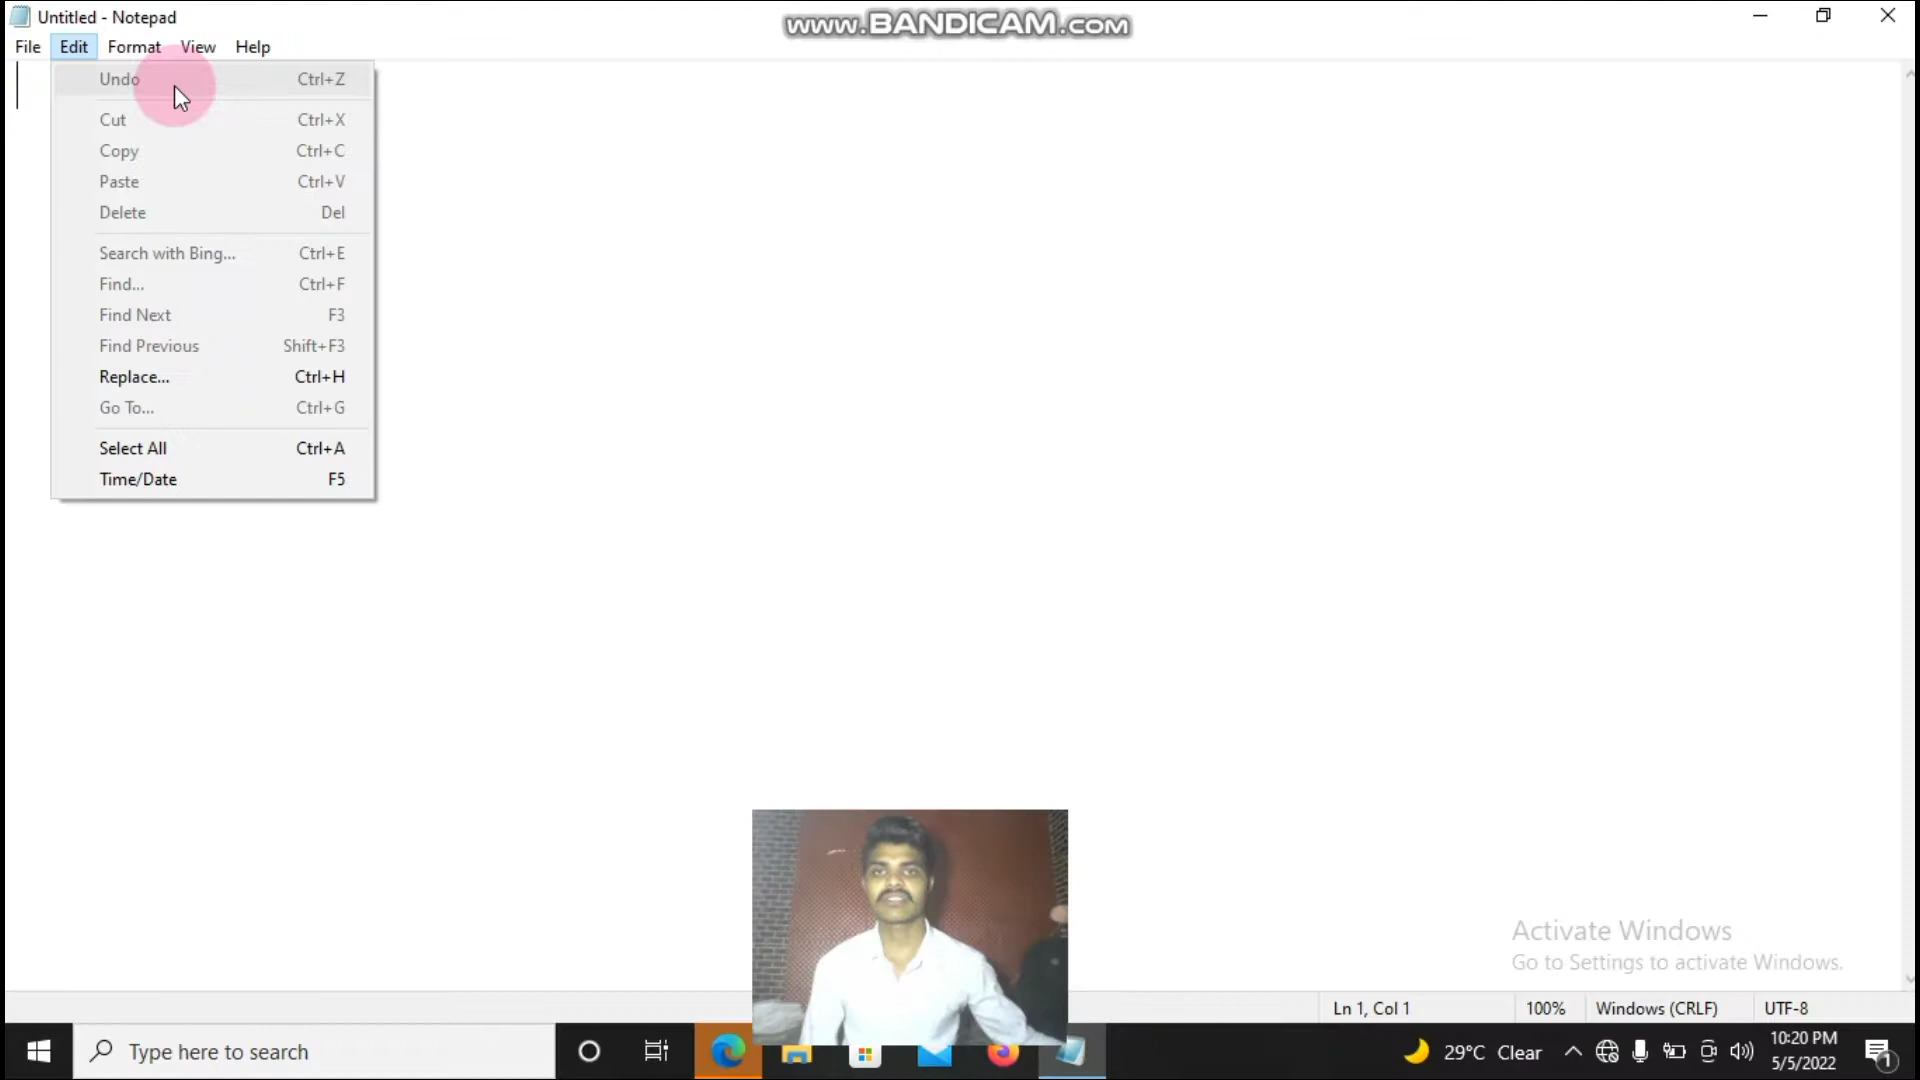 Untitled - Notepad
www.BANDICAM.com
File Edit Format View Help
Undo Ctrl+Z
Cut Ctrl+X
Copy Ctrl+C
Paste Ctrl+V
Delete Del
Search with Bing... Ctrl+E
Find... Ctrl+F
Find Next F3
Find Previous Shift+F3
Replace... Ctrl+H
Go To... Ctrl+G
Select All Ctrl+A
Time/Date F5
Activate Windows
Go to Settings to activate Windows.
Ln 1, Col 1 100% Windows (CRLF) UTF-8
Type here to search
29°C Clear
10:20 PM
5/5/2022
1